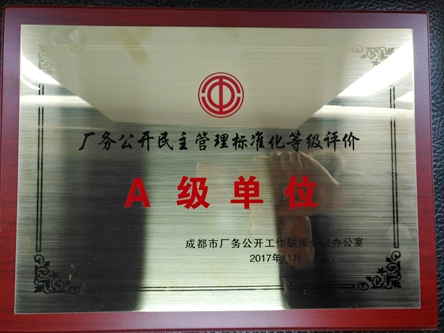 厂务公开民主管理标准化等级评价
A级单位
成都市厂务公开工作联席会议办公室
2017年11月